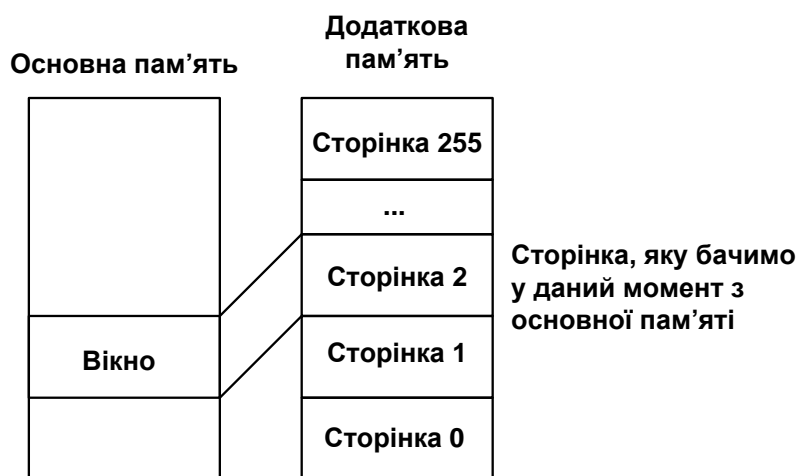 Основна пам’ять
Додаткова
пам’ять
Сторінка 255
...
Сторінка 2
Сторінка 1
Сторінка 0
Вікно
Сторінка, яку бачимо
у даний момент з
основної пам’яті